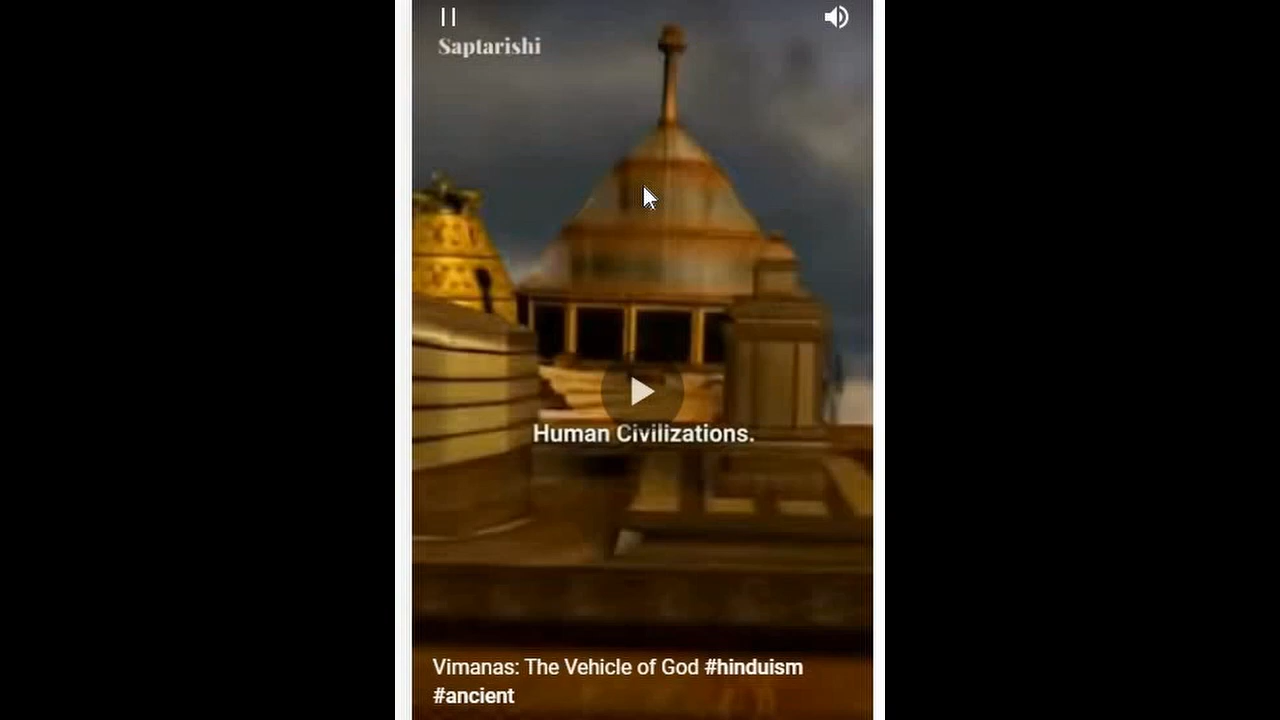 Saptarishi
Human Civilizations.
Vimanas: The Vehicle of God #hinduism
#ancient